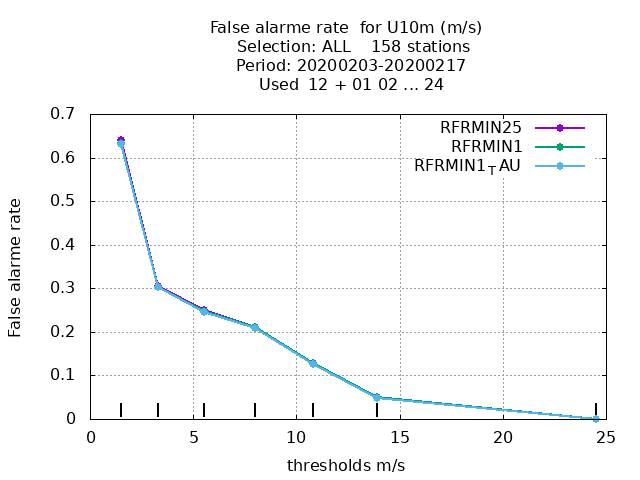 False alarme rate  for U10m (m/s)
Selection: ALL    158 stations
Period: 20200203-20200217
Used  12 + 01 02 ... 24
RFRMIN25
RFRMIN1
RFRMIN1TAU
0.7
0.6
0.5
0.4
0.3
0.2
0.1
0
False alarme rate
0 5 10 15 20 25
thresholds m/s